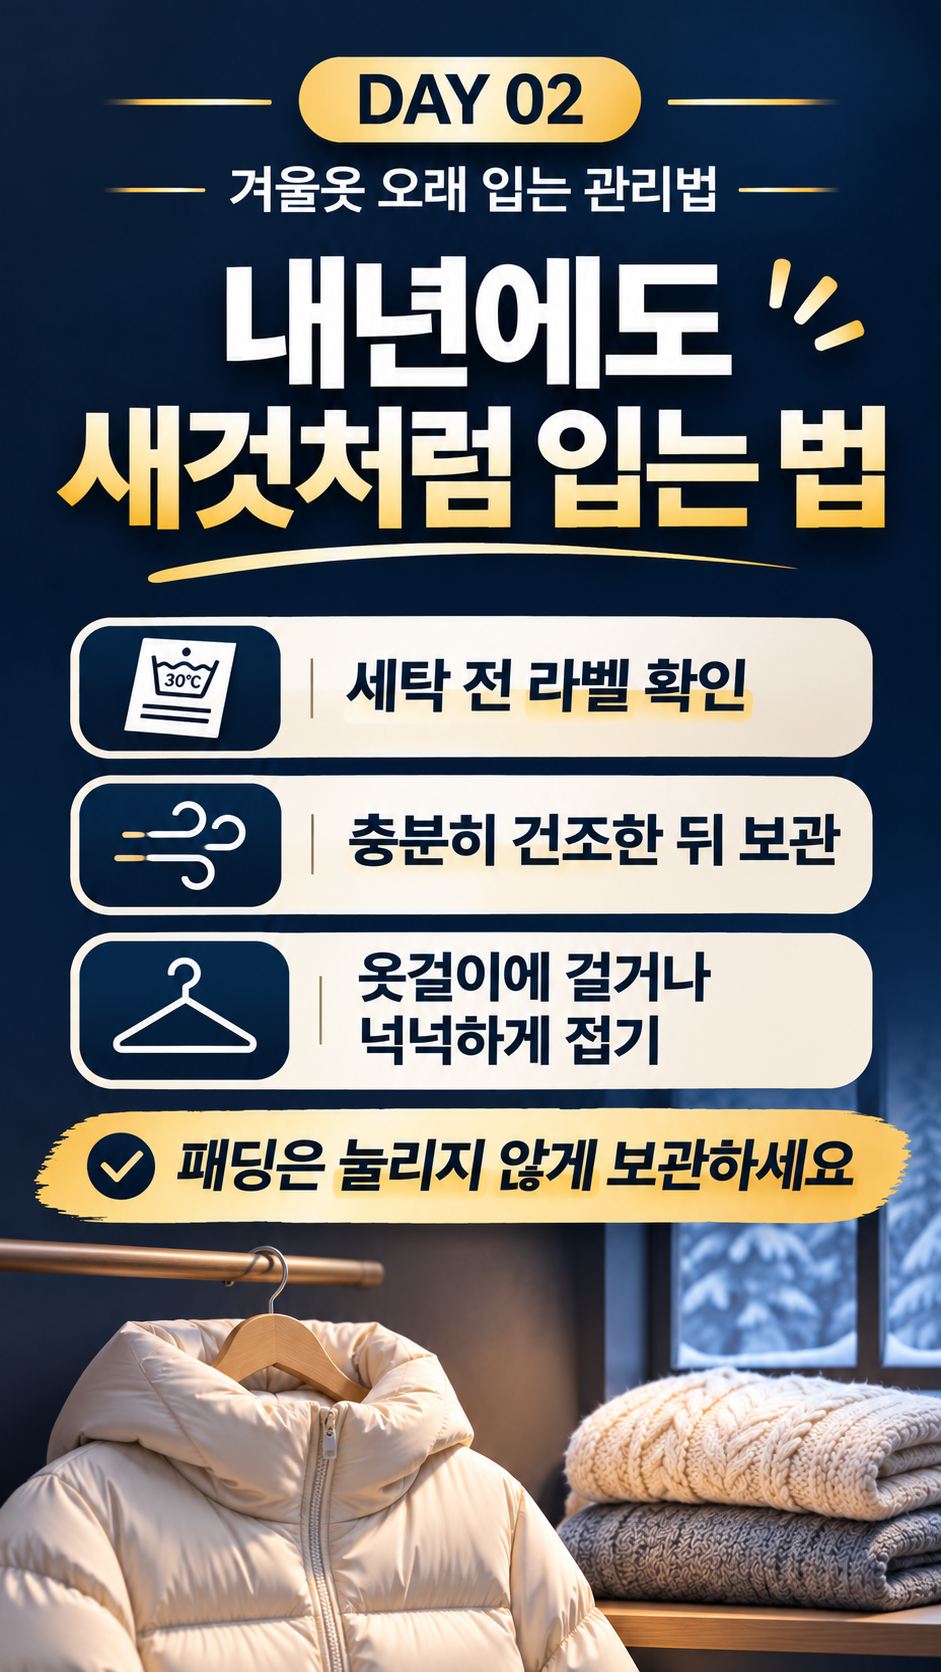 DAY 02
겨울옷 오래 입는 관리법
내년에도
새것처럼 입는 법
30℃
세탁 전 라벨 확인
충분히 건조한 뒤 보관
옷걸이에 걸거나
넉넉하게 접기
패딩은 눌리지 않게 보관하세요